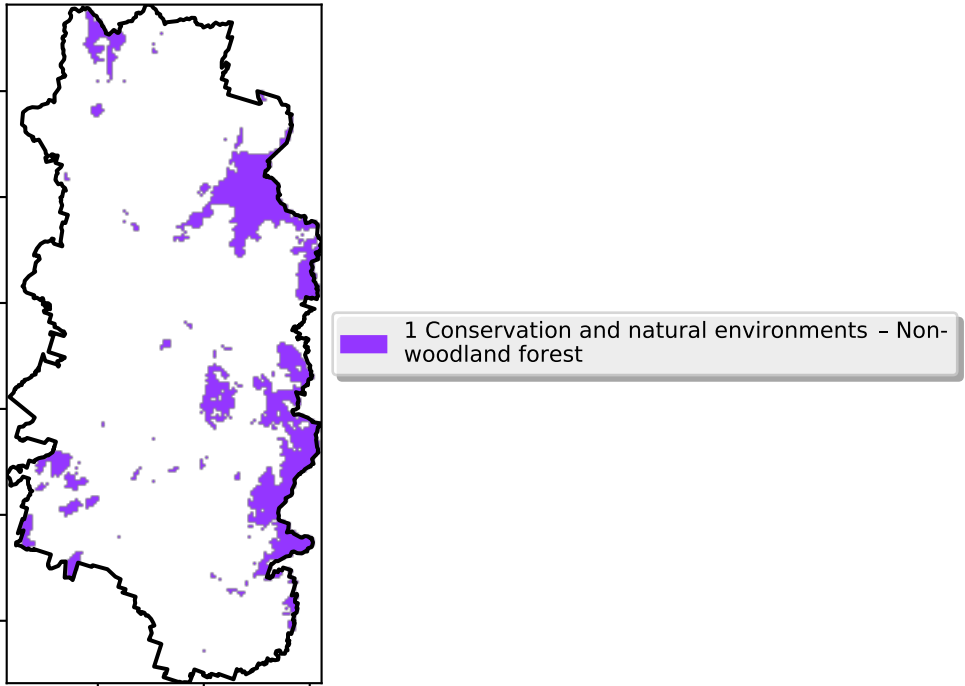 1 Conservation and natural environments – Non-
woodland forest